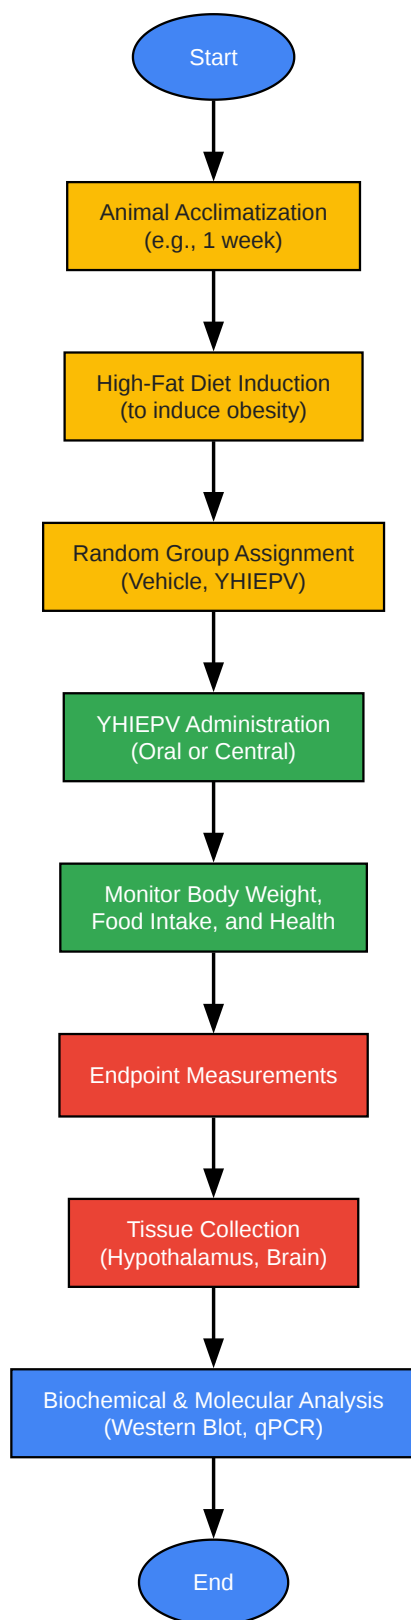 Start
Animal Acclimatization
(e.g., 1 week)
High-Fat Diet Induction
(to induce obesity)
Random Group Assignment
(Vehicle, YHIEPV)
YHIEPV Administration
(Oral or Central)
Monitor Body Weight,
Food Intake, and Health
Endpoint Measurements
Tissue Collection
(Hypothalamus, Brain)
Biochemical & Molecular Analysis
(Western Blot, qPCR)
End